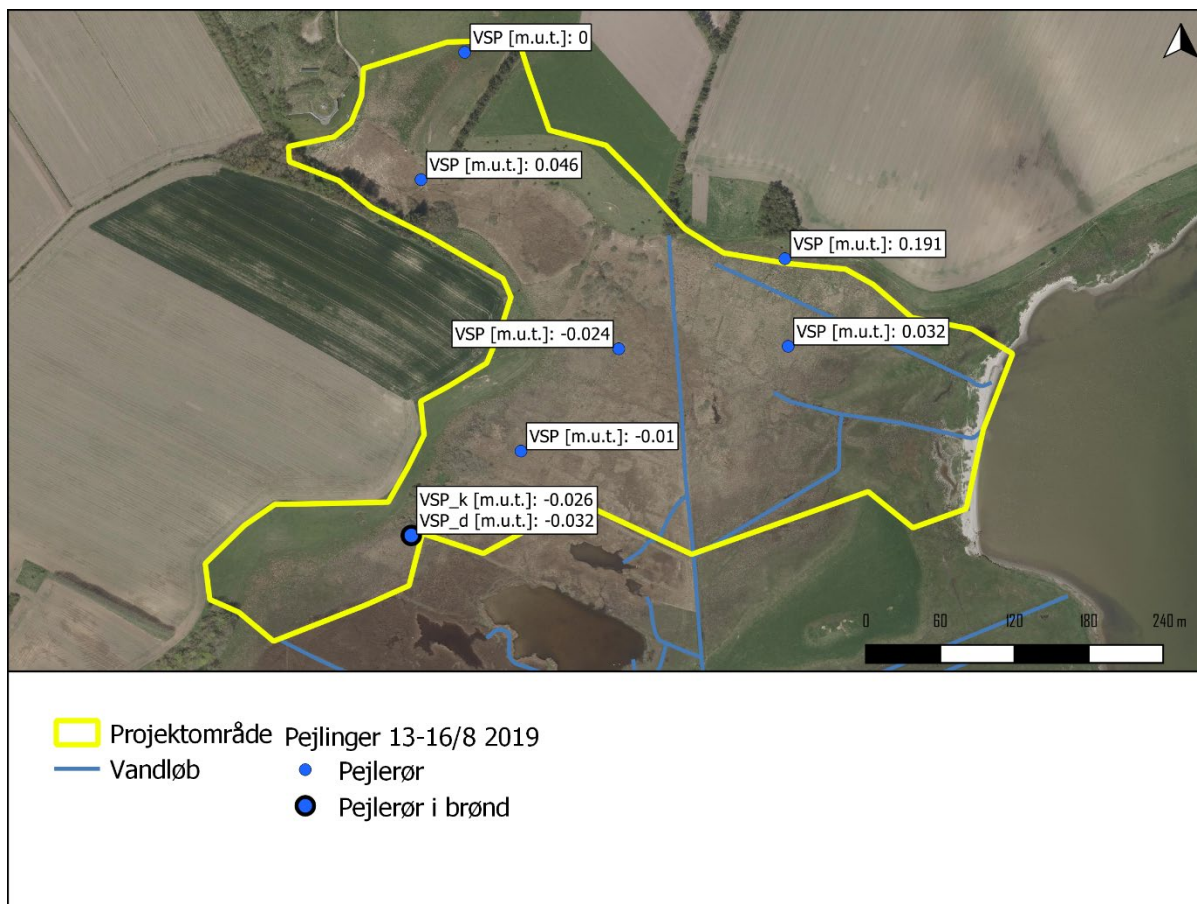 VSP [m.u.t.]: 0
VSP [m.u.t.]: 0.046
VSP [m.u.t.]: 0.191
VSP [m.u.t.]: -0.024
VSP [m.u.t.]: 0.032
VSP [m.u.t.]: -0.01
VSP_k [m.u.t.]: -0.026
VSP_d [m.u.t.]: -0.032
0 60 120 180 240 m
Projektområde
Vandløb
Pejlinger 13-16/8 2019
Pejlerør
Pejlerør i brønd